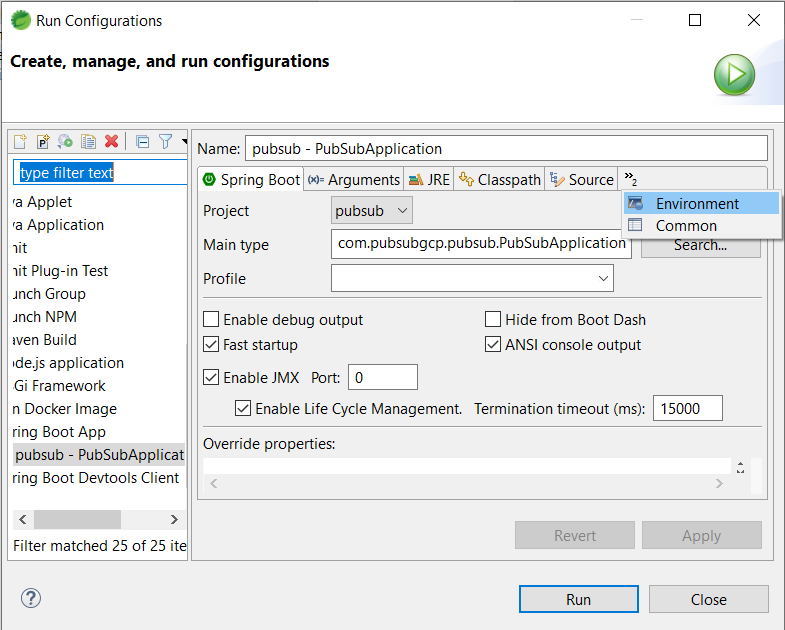 Run Configurations
Create, manage, and run configurations
type filter text
va Applet
va Application
nit
nit Plug-in Test
unch Group
unch NPM
aven Build
ode.js application
Gi Framework
n Docker Image
ring Boot App
pubsub - PubSubApplicat
ring Boot Devtools Client
Filter matched 25 of 25 ite
Name: pubsub - PubSubApplication
Spring Boot (x)= Arguments JRE Classpath Source »2
Environment
Common
Project pubsub
Main type com.pubsubgcp.pubsub.PubSubApplication Search...
Profile
Enable debug output Hide from Boot Dash
Fast startup ANSI console output
Enable JMX Port: 0
Enable Life Cycle Management. Termination timeout (ms): 15000
Override properties:
Revert Apply
? Run Close